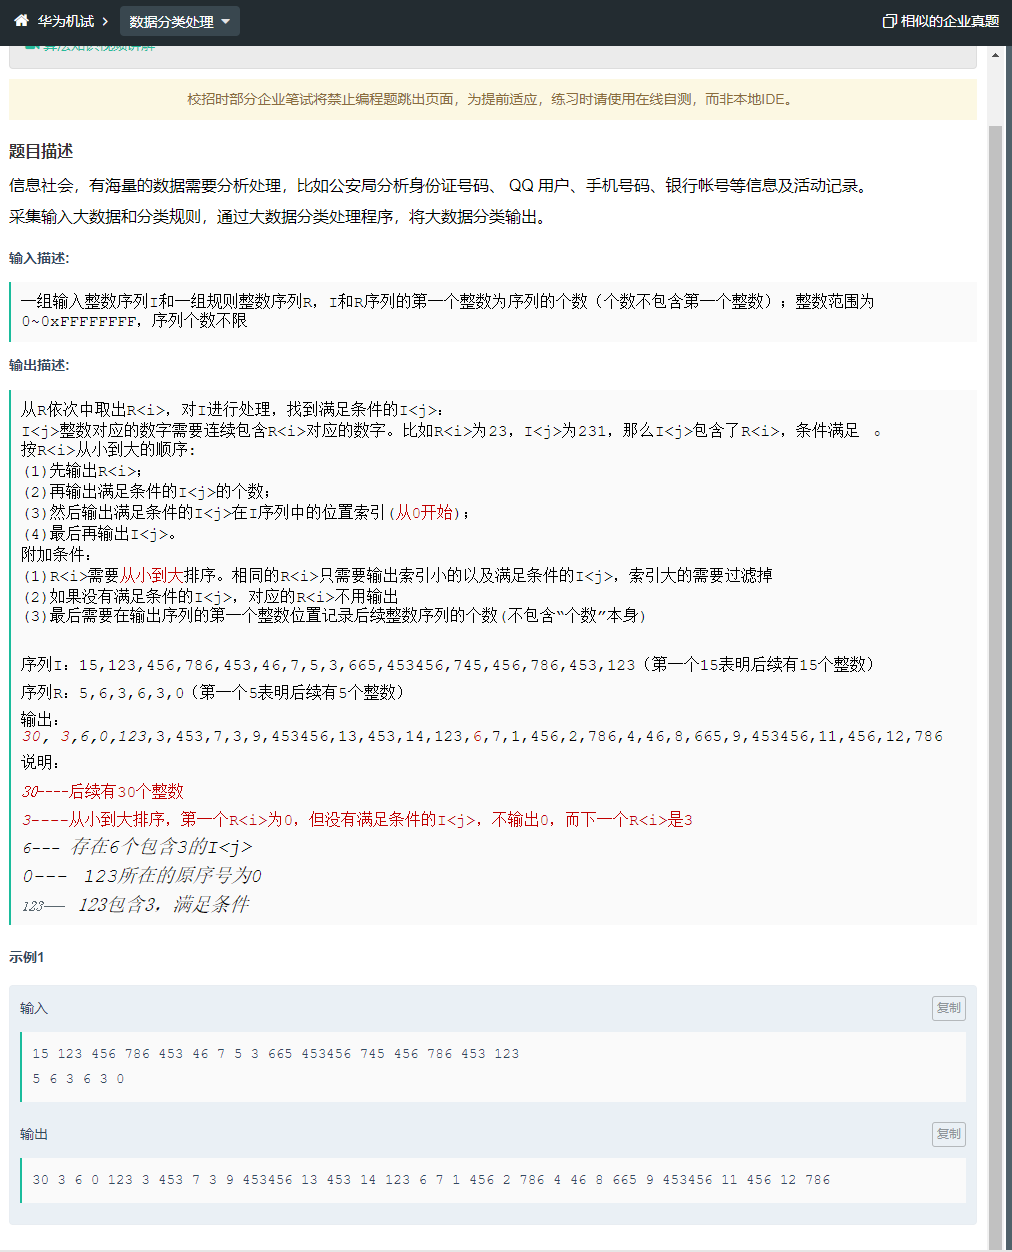 华为机试 › 数据分类处理 相似的企业真题
算法知识视频讲解
校招时部分企业笔试将禁止编程题跳出页面，为提前适应，练习时请使用在线自测，而非本地IDE。
题目描述
信息社会，有海量的数据需要分析处理，比如公安局分析身份证号码、 QQ 用户、手机号码、银行帐号等信息及活动记录。
采集输入大数据和分类规则，通过大数据分类处理程序，将大数据分类输出。
输入描述:
一组输入整数序列I和一组规则整数序列R，I和R序列的第一个整数为序列的个数（个数不包含第一个整数）；整数范围为
0~0xFFFFFFFF，序列个数不限
输出描述:
从R依次中取出R<i>，对I进行处理，找到满足条件的I<j>：
I<j>整数对应的数字需要连续包含R<i>对应的数字。比如R<i>为23，I<j>为231，那么I<j>包含了R<i>，条件满足 。
按R<i>从小到大的顺序:
(1)先输出R<i>；
(2)再输出满足条件的I<j>的个数；
(3)然后输出满足条件的I<j>在I序列中的位置索引(从0开始)；
(4)最后再输出I<j>。
附加条件：
(1)R<i>需要从小到大排序。相同的R<i>只需要输出索引小的以及满足条件的I<j>，索引大的需要过滤掉
(2)如果没有满足条件的I<j>，对应的R<i>不用输出
(3)最后需要在输出序列的第一个整数位置记录后续整数序列的个数(不包含“个数”本身)
序列I：15,123,456,786,453,46,7,5,3,665,453456,745,456,786,453,123（第一个15表明后续有15个整数）
序列R：5,6,3,6,3,0（第一个5表明后续有5个整数）
输出：
30, 3,6,0,123,3,453,7,3,9,453456,13,453,14,123,6,7,1,456,2,786,4,46,8,665,9,453456,11,456,12,786
说明：
30----后续有30个整数
3----从小到大排序，第一个R<i>为0，但没有满足条件的I<j>，不输出0，而下一个R<i>是3
6--- 存在6个包含3的I<j>
0--- 123所在的原序号为0
123--- 123包含3，满足条件
示例1
输入 复制
15 123 456 786 453 46 7 5 3 665 453456 745 456 786 453 123
5 6 3 6 3 0
输出 复制
30 3 6 0 123 3 453 7 3 9 453456 13 453 14 123 6 7 1 456 2 786 4 46 8 665 9 453456 11 456 12 786